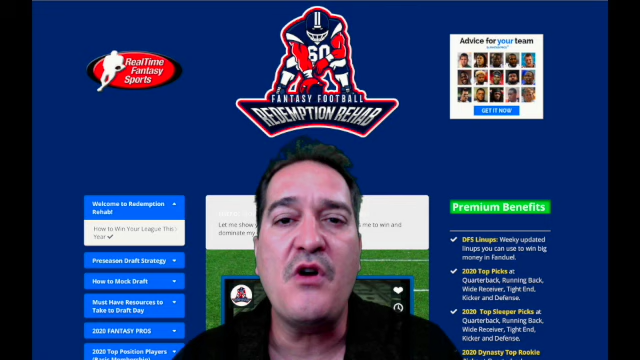 RealTime
Fantasy
Sports
60
FANTASY FOOTBALL
REDEMPTION REHAB
Advice for your team
GET IT NOW
Welcome to Redemption
Rehab!
How to Win Your League This
Year
Preseason Draft Strategy
How to Mock Draft
Must Have Resources to
Take to Draft Day
2020 FANTASY PROS
2020 Top Position Players
(Basic Membership)
Let me show y
me to win and
dominate my
Premium Benefits
DFS Linups: Weekly updated
linups you can use to win big
money in Fanduel.
2020 Top Picks at
Quarterback, Running Back,
Wide Receiver, Tight End,
Kicker and Defense.
2020 Top Sleeper Picks at
Quarterback, Running Back,
Wide Receiver, Tight End,
Kicker and Defense.
2020 Dynasty Top Rookie